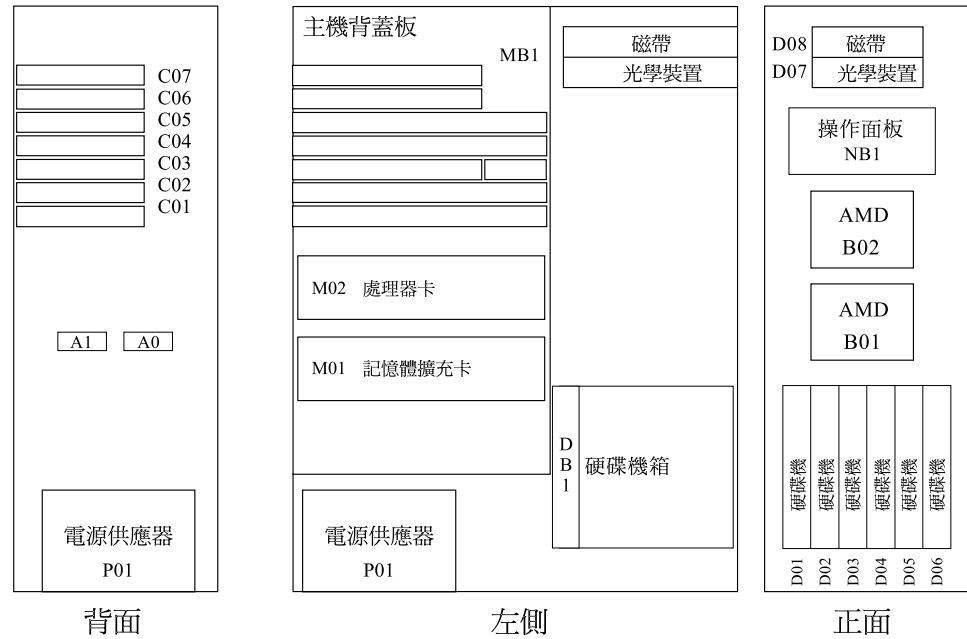 C07
C06
C05
C04
C03
C02
C01
A1 A0
電源供應器
P01
背面
主機背蓋板
MB1
磁帶
光學裝置
M02 處理器卡
M01 記憶體擴充卡
DB1
硬碟機箱
電源供應器
P01
左側
D08 磁帶
D07 光學裝置
操作面板
NB1
AMD
B02
AMD
B01
硬碟機 硬碟機 硬碟機 硬碟機 硬碟機 硬碟機
D01 D02 D03 D04 D05 D06
正面